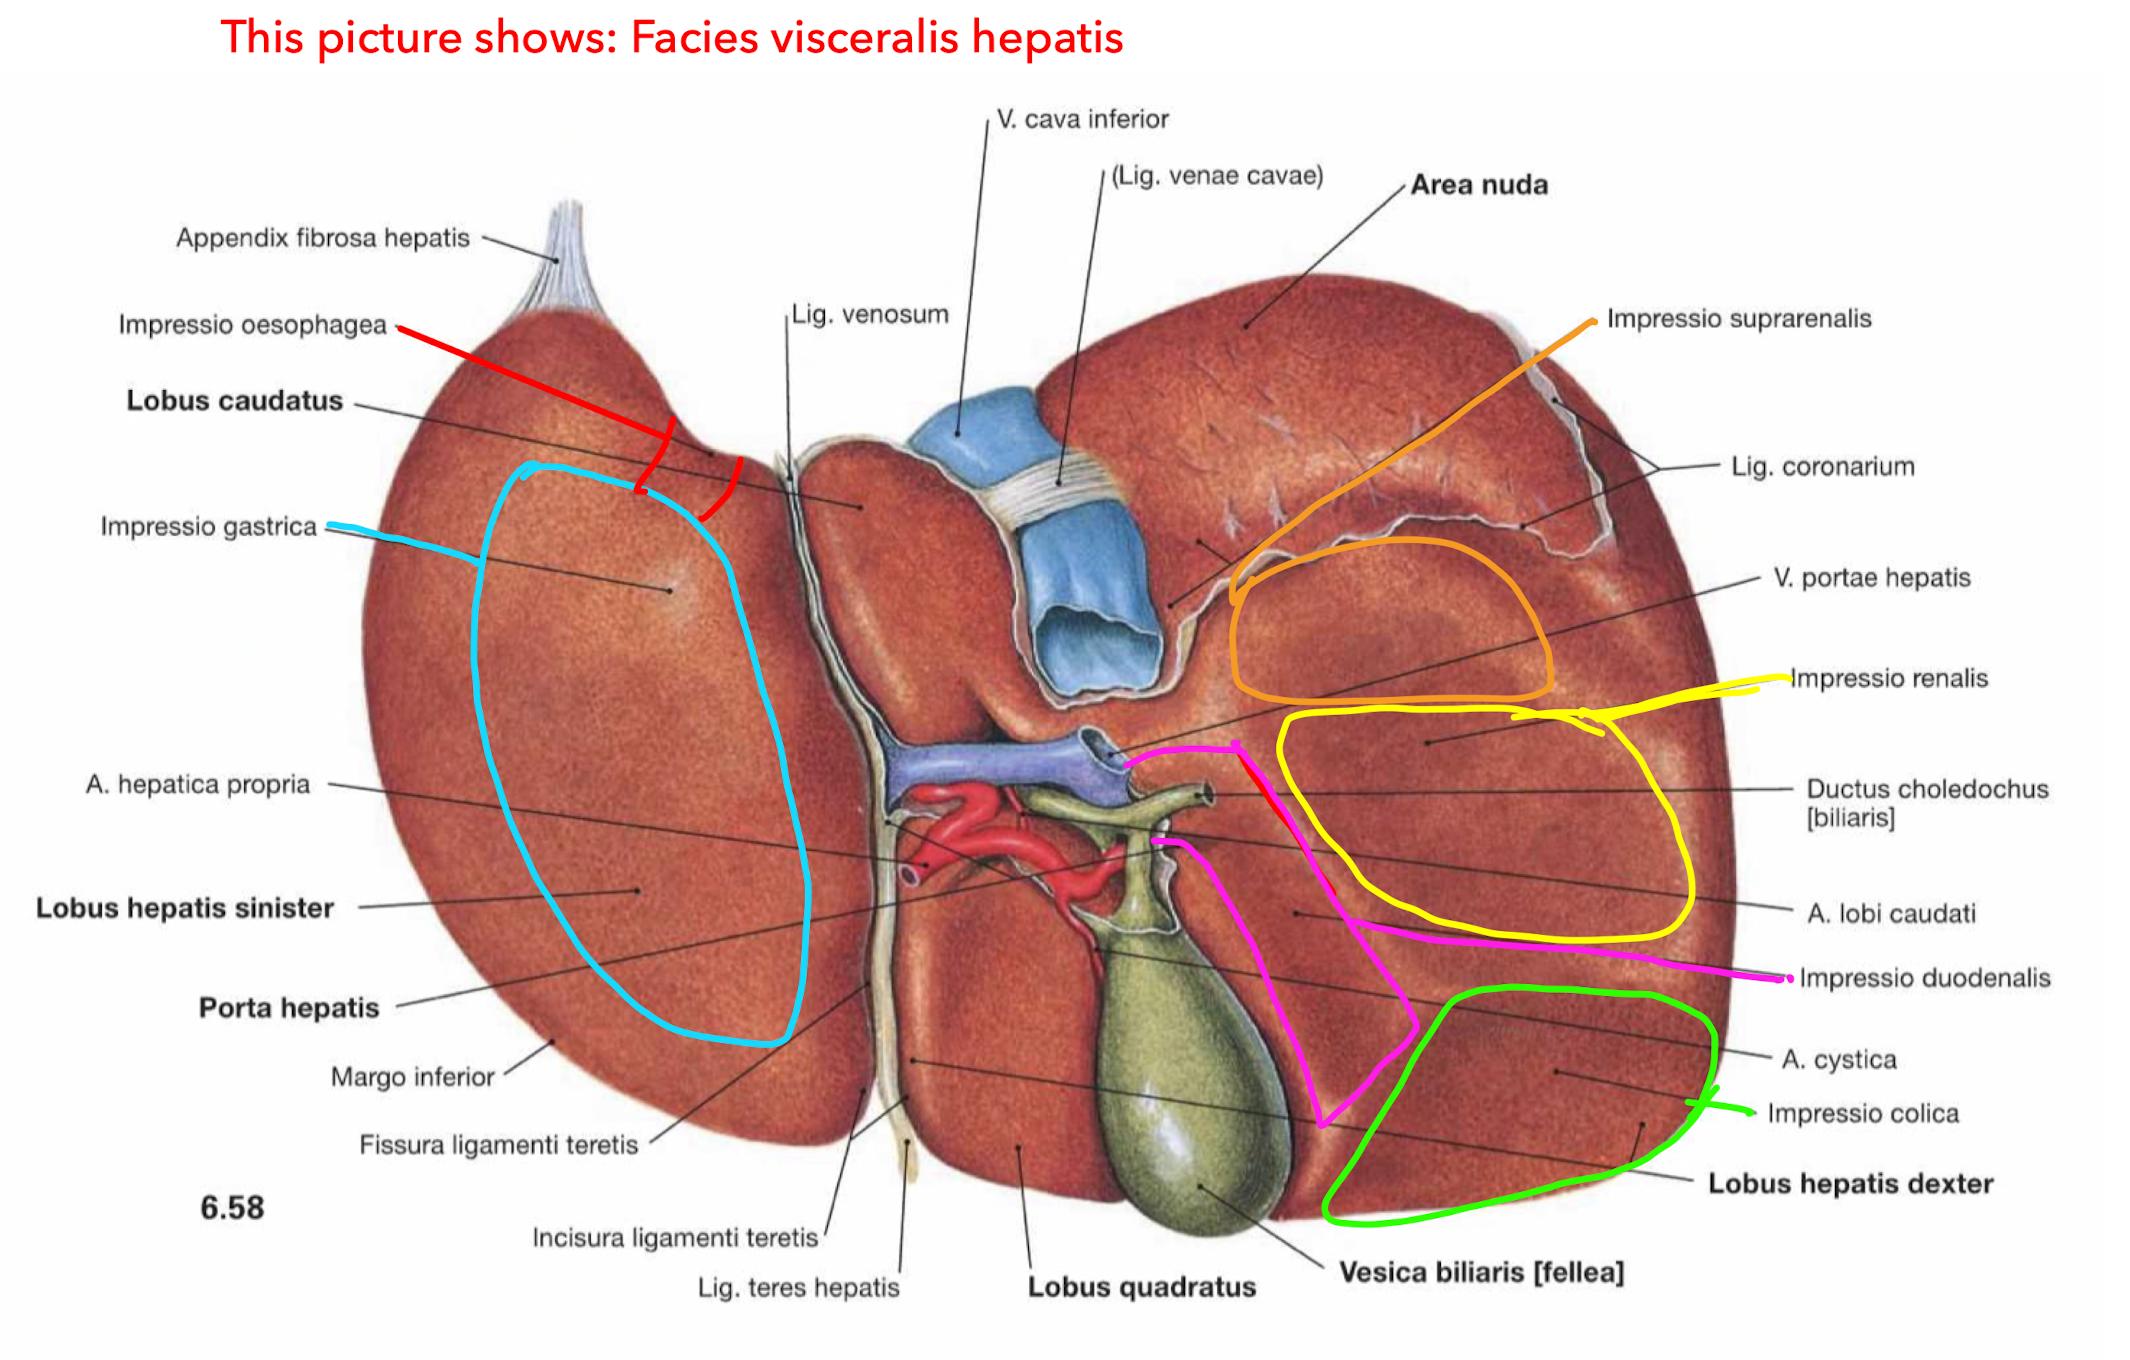 This picture shows: Facies visceralis hepatis
V. cava inferior
(Lig. venae cavae)
Area nuda
Appendix fibrosa hepatis
Impressio oesophagea
Lig. venosum
Impressio suprarenalis
Lobus caudatus
Lig. coronarium
Impressio gastrica
V. portae hepatis
Impressio renalis
A. hepatica propria
Ductus choledochus
[biliaris]
Lobus hepatis sinister
A. lobi caudati
Porta hepatis
Impressio duodenalis
Margo inferior
A. cystica
Impressio colica
Fissura ligamenti teretis
Lobus hepatis dexter
6.58
Incisura ligamenti teretis
Lig. teres hepatis
Lobus quadratus
Vesica biliaris [fellea]